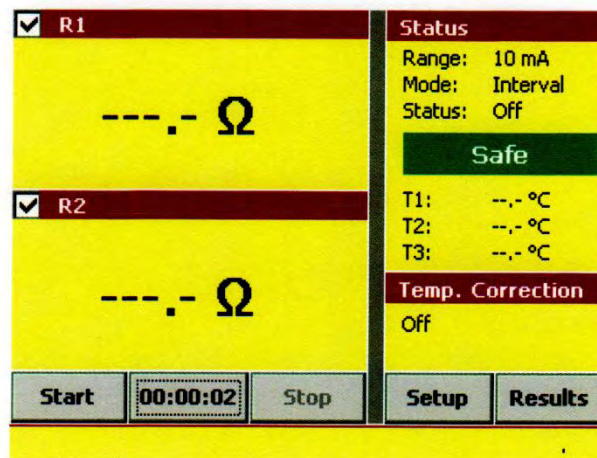 R1
---.- Ω
R2
---.- Ω
Start 00:00:02 Stop
Status
Range: 10 mA
Mode: Interval
Status: Off
Safe
T1: --.- °C
T2: --.- °C
T3: --.- °C
Temp. Correction
Off
Setup Results